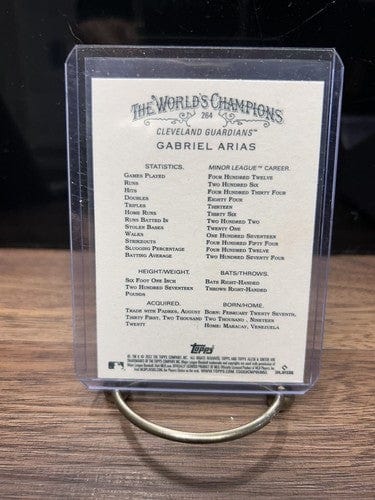 THE WORLD'S CHAMPIONS
284
CLEVELAND GUARDIANS™
GABRIEL ARIAS
STATISTICS. MINOR LEAGUE™ CAREER.
GAMES PLAYED FOUR HUNDRED TWELVE
RUNS TWO HUNDRED SIX
HITS FOUR HUNDRED THIRTY FOUR
DOUBLES EIGHTY FOUR
TRIPLES THIRTEEN
HOME RUNS THIRTY SIX
RUNS BATTED IN TWO HUNDRED TWO
STOLEN BASES TWENTY ONE
WALKS ONE HUNDRED SEVENTEEN
STRIKEOUTS FOUR HUNDRED FIFTY FOUR
SLUGGING PERCENTAGE FOUR HUNDRED TWELVE
BATTING AVERAGE TWO HUNDRED SEVENTY FOUR
HEIGHT/WEIGHT.
SIX FOOT ONE INCH
TWO HUNDRED SEVENTEEN
POUNDS
BATS/THROWS.
BATS RIGHT-HANDED
THROWS RIGHT-HANDED
ACQUIRED.
TRADE WITH PADRES, AUGUST
THIRTY FIRST, TWO THOUSAND
TWENTY
BORN/HOME.
BORN: FEBRUARY TWENTY SEVENTH,
TWO THOUSAND , NINETEEN
HOME: MARACAY, VENEZUELA
Topps